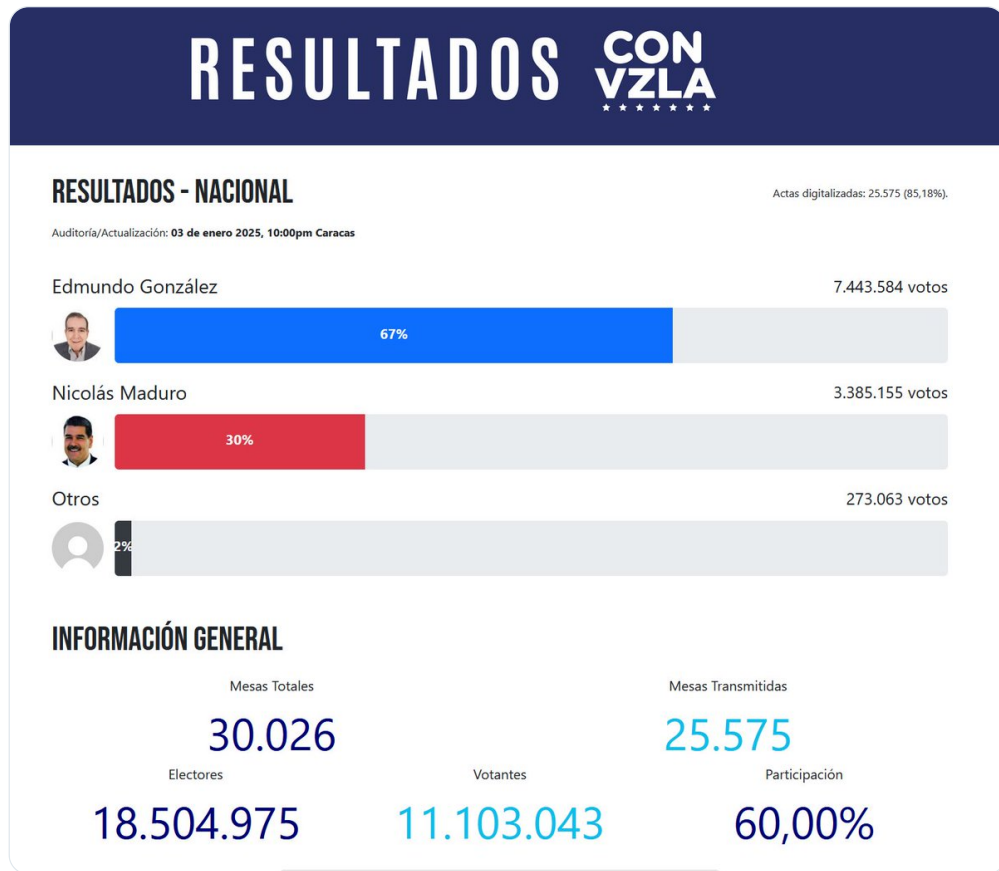 RESULTADOS CON VZLA
RESULTADOS - NACIONAL
Actas digitalizadas: 25.575 (85,18%).
Auditoría/Actualización: 03 de enero 2025, 10:00pm Caracas
Edmundo González 7.443.584 votos
67%
Nicolás Maduro 3.385.155 votos
30%
Otros 273.063 votos
2%
INFORMACIÓN GENERAL
Mesas Totales Mesas Transmitidas
30.026 25.575
Electores Votantes Participación
18.504.975 11.103.043 60,00%